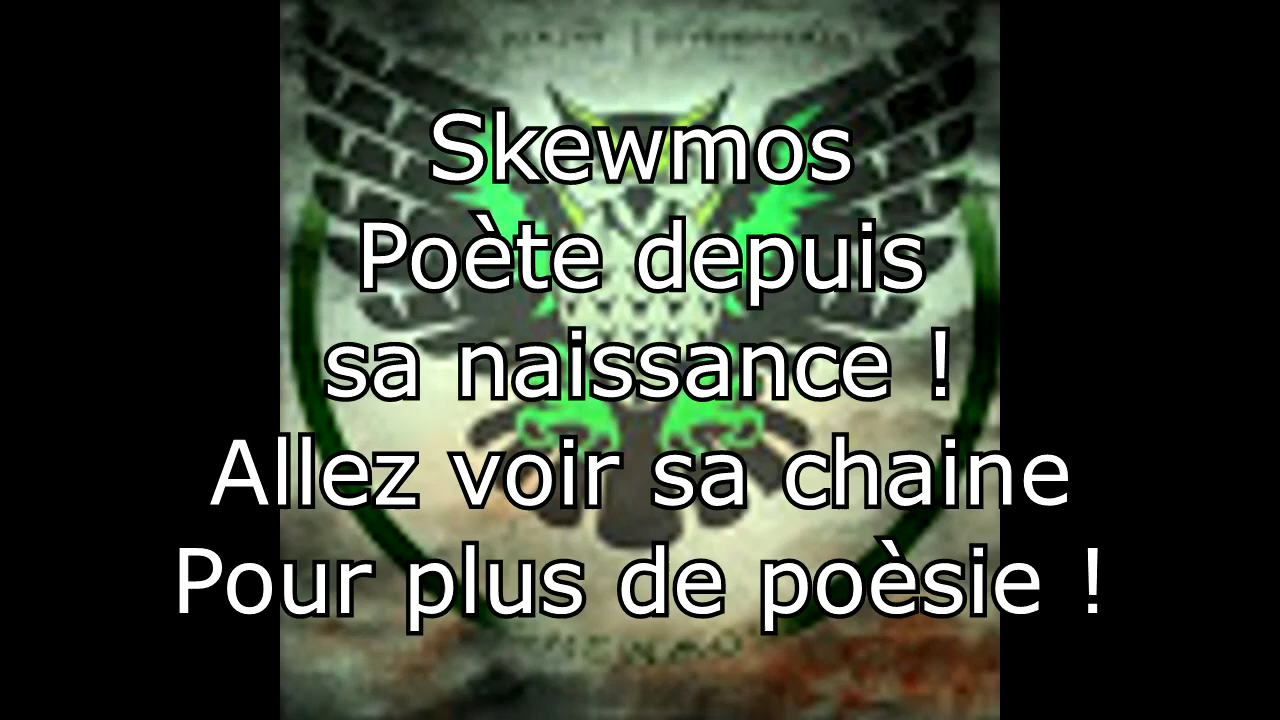 Skewmos
Poète depuis
sa naissance !
Allez voir sa chaine
Pour plus de poèsie !